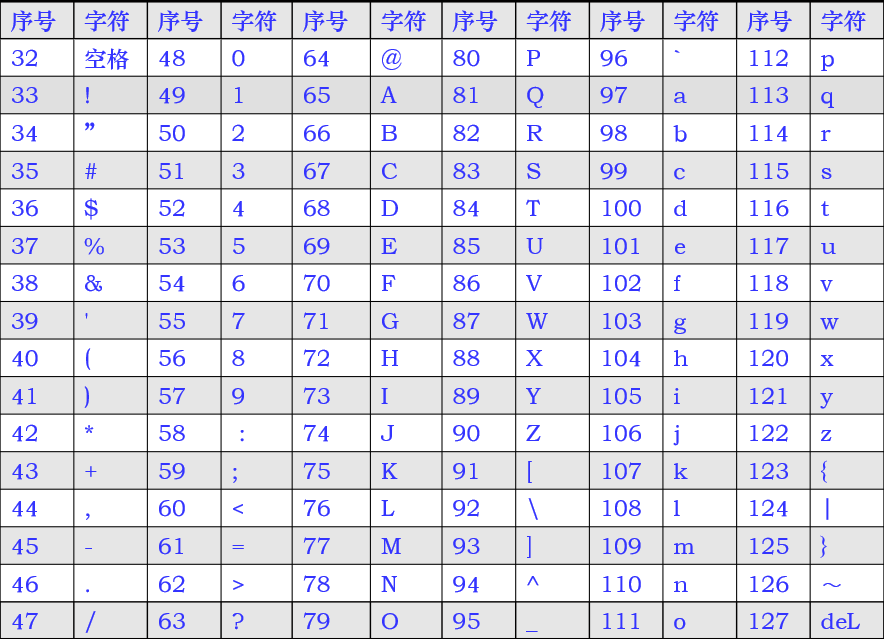 序号 字符 序号 字符 序号 字符 序号 字符 序号 字符 序号 字符
32 空格 48 0 64 @ 80 P 96 ` 112 p
33 ! 49 1 65 A 81 Q 97 a 113 q
34 ” 50 2 66 B 82 R 98 b 114 r
35 # 51 3 67 C 83 S 99 c 115 s
36 $ 52 4 68 D 84 T 100 d 116 t
37 % 53 5 69 E 85 U 101 e 117 u
38 & 54 6 70 F 86 V 102 f 118 v
39 ' 55 7 71 G 87 W 103 g 119 w
40 ( 56 8 72 H 88 X 104 h 120 x
41 ) 57 9 73 I 89 Y 105 i 121 y
42 * 58 : 74 J 90 Z 106 j 122 z
43 + 59 ; 75 K 91 [ 107 k 123 {
44 , 60 < 76 L 92 \ 108 l 124 |
45 - 61 = 77 M 93 ] 109 m 125 }
46 . 62 > 78 N 94 ^ 110 n 126 ～
47 / 63 ? 79 O 95 _ 111 o 127 deL